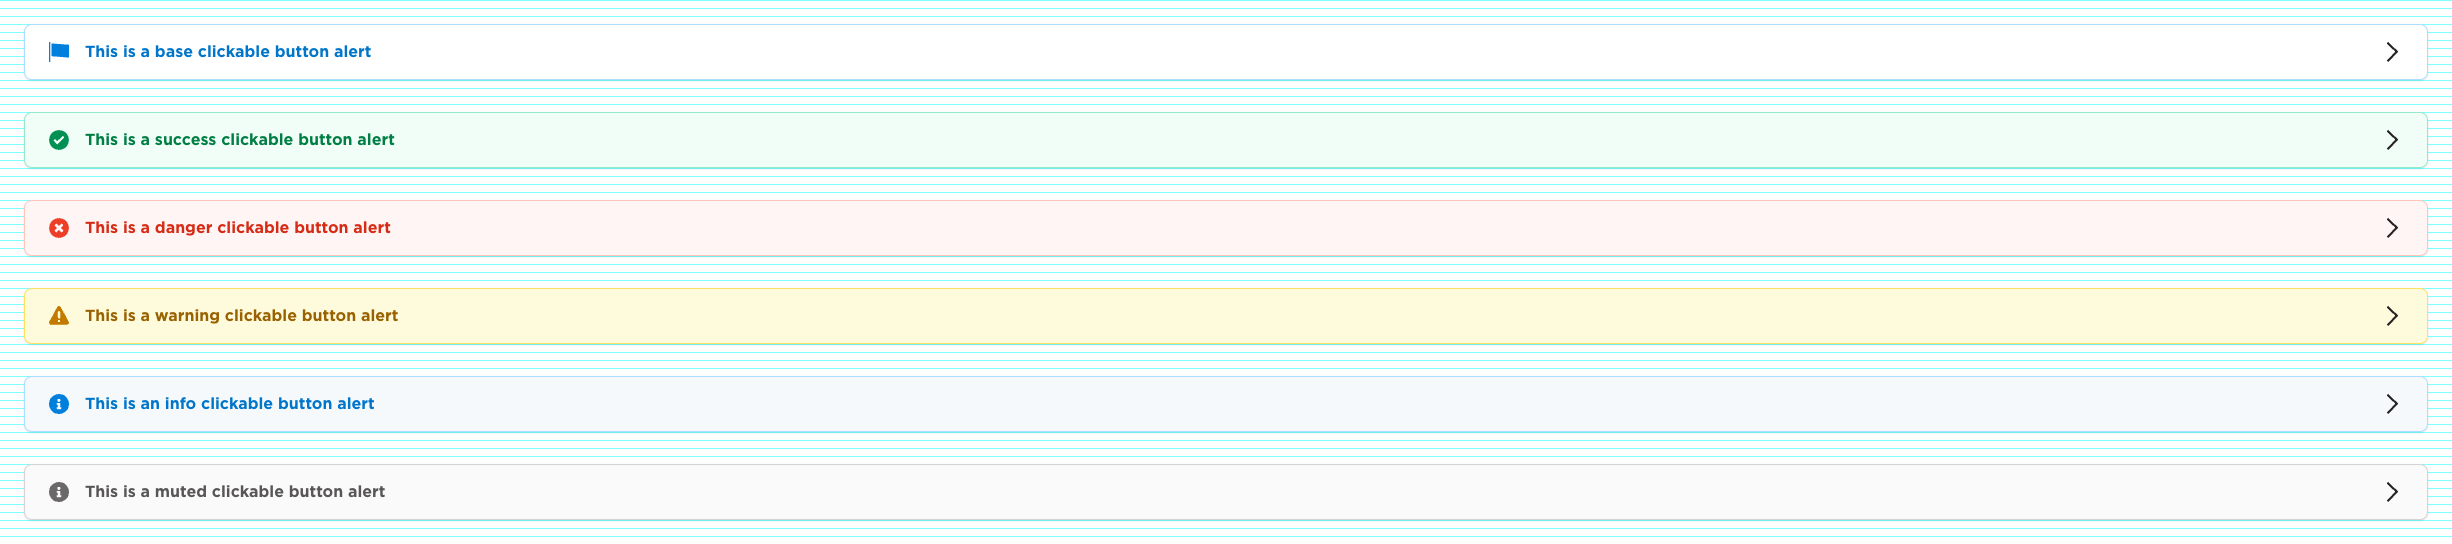 This is a base clickable button alert
This is a success clickable button alert
This is a danger clickable button alert
This is a warning clickable button alert
This is an info clickable button alert
This is a muted clickable button alert